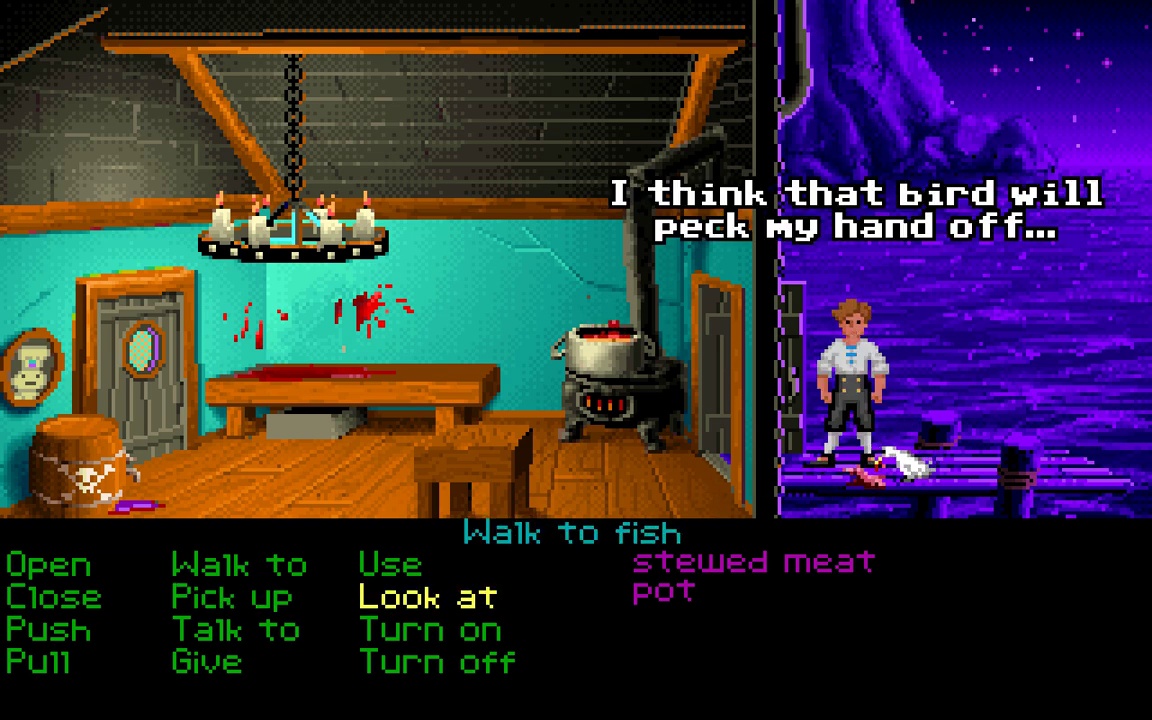 I think that bird will
peck my hand off...
Walk to fish
Open Walk to Use stewed meat
Close Pick up Look at pot
Push Talk to Turn on
Pull Give Turn off